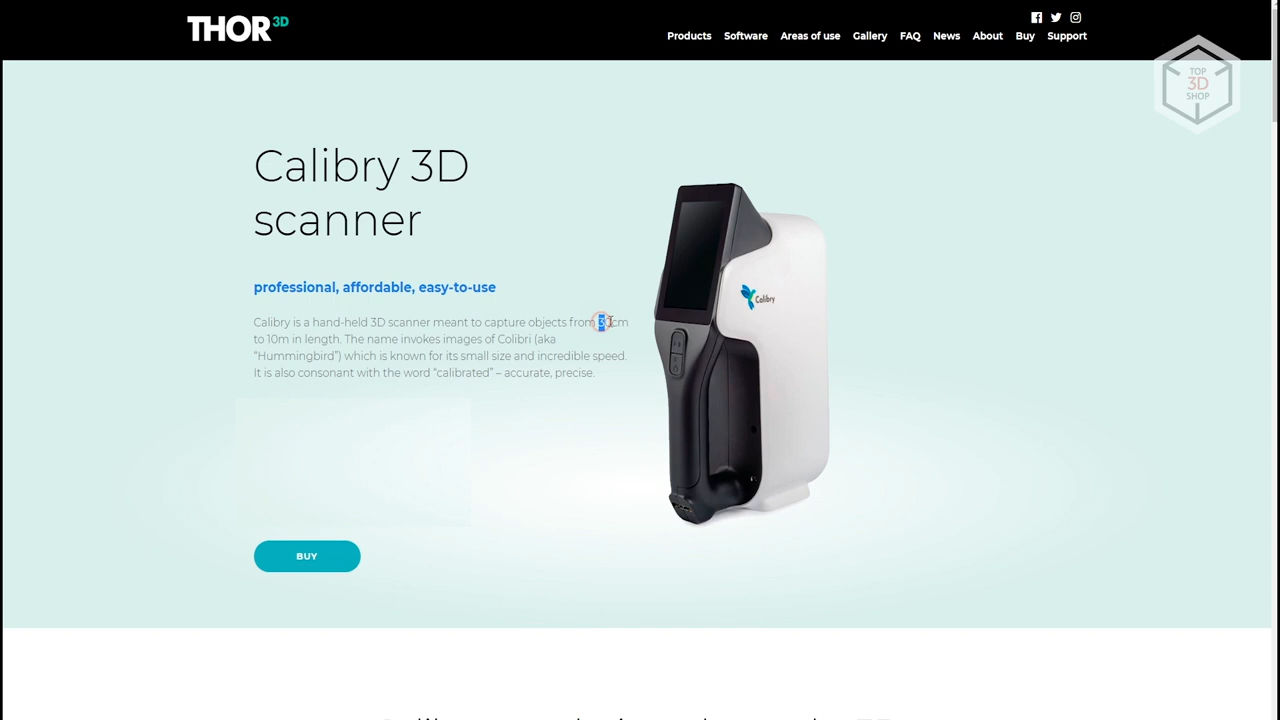 THOR 3D
Products Software Areas of use Gallery FAQ News About Buy Support
TOP
3D
SHOP
Calibry 3D
scanner
professional, affordable, easy-to-use
Calibry is a hand-held 3D scanner meant to capture objects from cm
to 10m in length. The name invokes images of Colibri (aka
“Hummingbird”) which is known for its small size and incredible speed.
It is also consonant with the word “calibrated” – accurate, precise.
Calibry
BUY